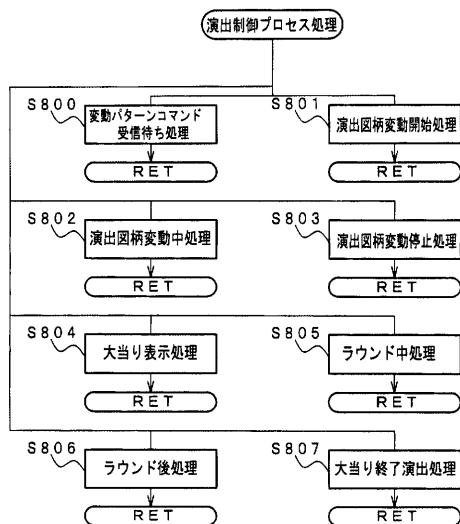 演出制御プロセス処理
S800
変動パターンコマンド
受信待ち処理
RET
S801
演出図柄変動開始処理
RET
S802
演出図柄変動中処理
RET
S803
演出図柄変動停止処理
RET
S804
大当り表示処理
RET
S805
ラウンド中処理
RET
S806
ラウンド後処理
RET
S807
大当り終了演出処理
RET